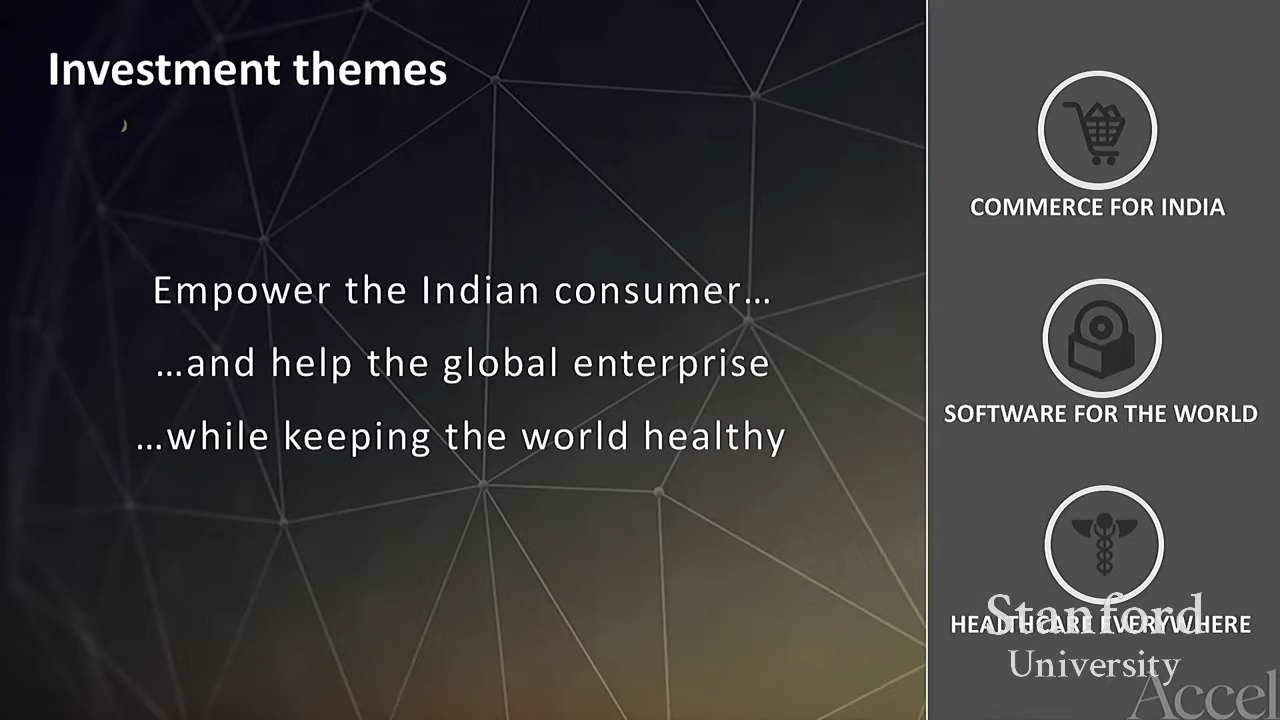 Investment themes
Empower the Indian consumer…
…and help the global enterprise
…while keeping the world healthy
COMMERCE FOR INDIA
SOFTWARE FOR THE WORLD
HEALTHCARE EVERYWHERE
Stanford
University
Accel